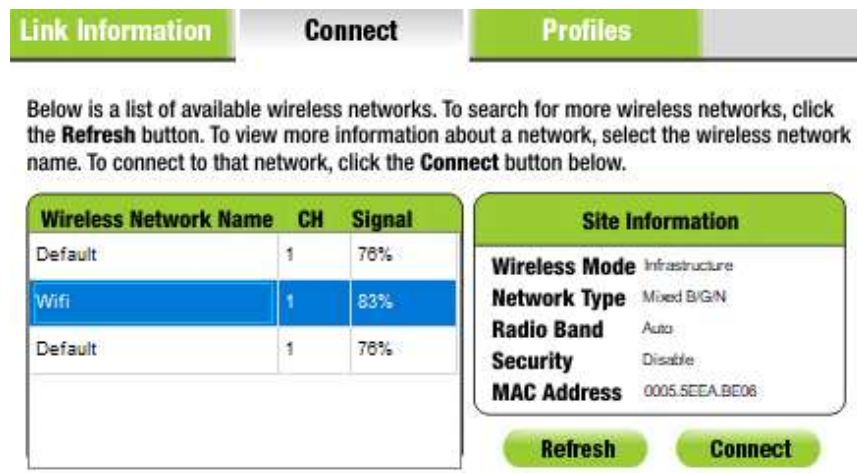 Link Information Connect Profiles
Below is a list of available wireless networks. To search for more wireless networks, click
the Refresh button. To view more information about a network, select the wireless network
name. To connect to that network, click the Connect button below.
Wireless Network Name CH Signal
Default 1 76%
Wifi 1 83%
Default 1 76%
Site Information
Wireless Mode Infrastructure
Network Type Mixed B/G/N
Radio Band Auto
Security Disable
MAC Address 0005.5EEA.BE06
Refresh Connect